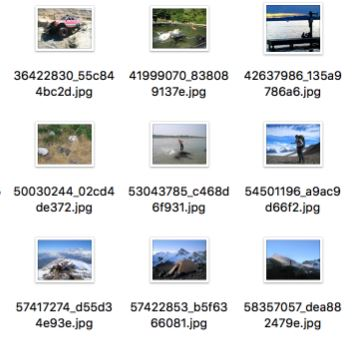 36422830_55c84
4bc2d.jpg
41999070_83808
9137e.jpg
42637986_135a9
786a6.jpg
50030244_02cd4
de372.jpg
53043785_c468d
6f931.jpg
54501196_a9ac9
d66f2.jpg
57417274_d55d3
4e93e.jpg
57422853_b5f63
66081.jpg
58357057_dea88
2479e.jpg